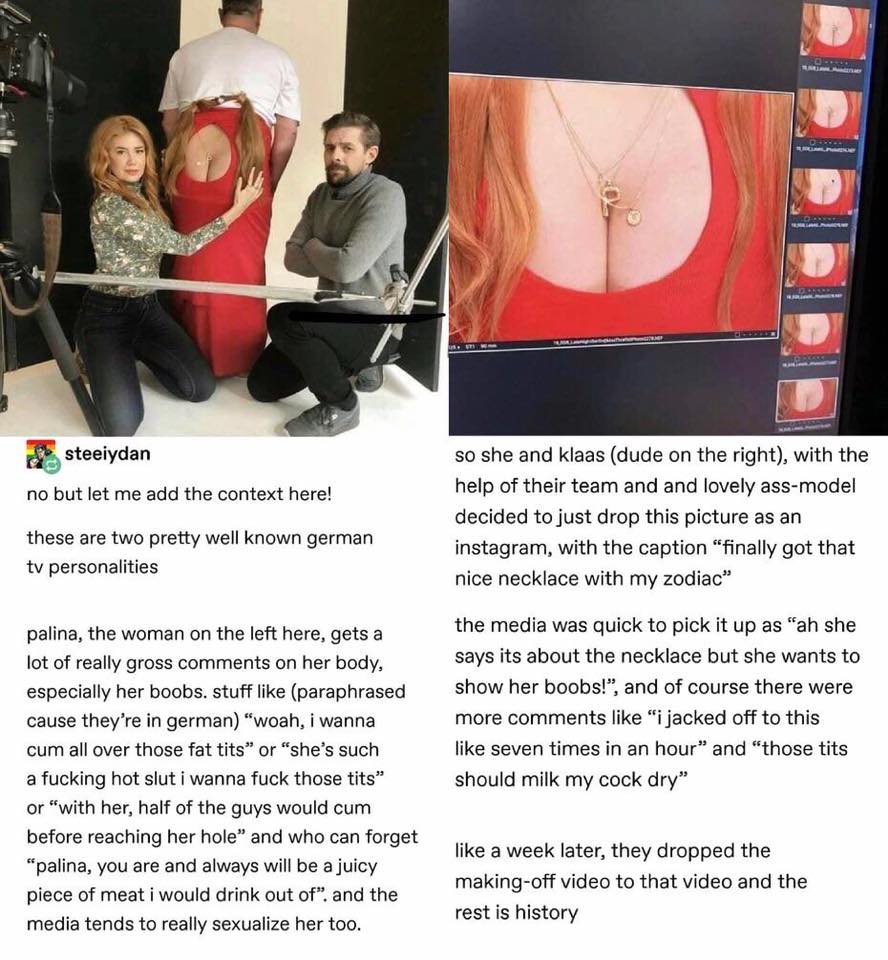 steeiydan
no but let me add the context here!
these are two pretty well known german
tv personalities
palina, the woman on the left here, gets a
lot of really gross comments on her body,
especially her boobs. stuff like (paraphrased
cause they’re in german) “woah, i wanna
cum all over those fat tits” or “she’s such
a fucking hot slut i wanna fuck those tits”
or “with her, half of the guys would cum
before reaching her hole” and who can forget
“palina, you are and always will be a juicy
piece of meat i would drink out of”. and the
media tends to really sexualize her too.
so she and klaas (dude on the right), with the
help of their team and and lovely ass-model
decided to just drop this picture as an
instagram, with the caption “finally got that
nice necklace with my zodiac”
the media was quick to pick it up as “ah she
says its about the necklace but she wants to
show her boobs!”, and of course there were
more comments like “i jacked off to this
like seven times in an hour” and “those tits
should milk my cock dry”
like a week later, they dropped the
making-off video to that video and the
rest is history